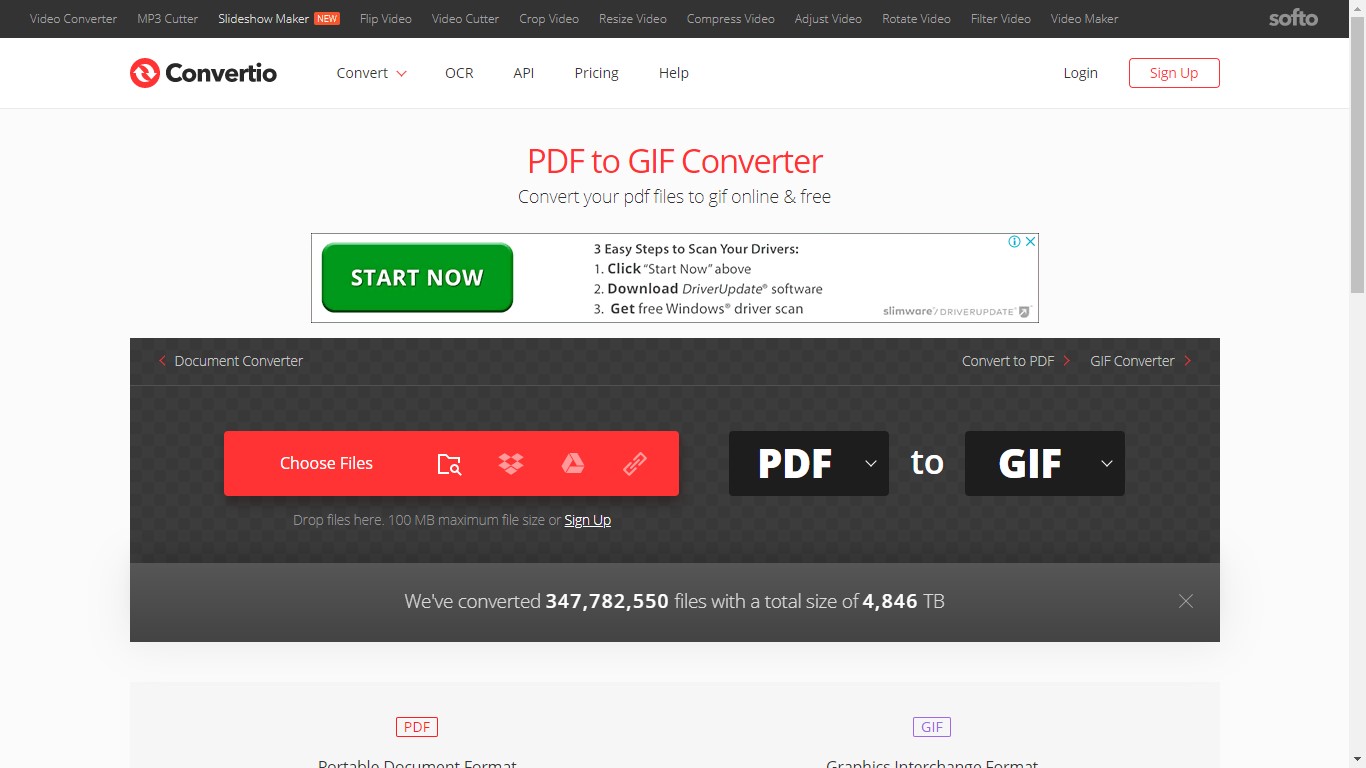 Video Converter MP3 Cutter Slideshow Maker NEW Flip Video Video Cutter Crop Video Resize Video Compress Video Adjust Video Rotate Video Filter Video Video Maker softo
Convertio Convert OCR API Pricing Help Login Sign Up
PDF to GIF Converter
Convert your pdf files to gif online & free
START NOW
3 Easy Steps to Scan Your Drivers:
1. Click “Start Now” above
2. Download DriverUpdate® software
3. Get free Windows® driver scan
slimware / DRIVERUPDATE™
Document Converter Convert to PDF GIF Converter
Choose Files PDF to GIF
Drop files here. 100 MB maximum file size or Sign Up
We've converted 347,782,550 files with a total size of 4,846 TB
PDF GIF
Portable Document Format Graphics Interchange Format